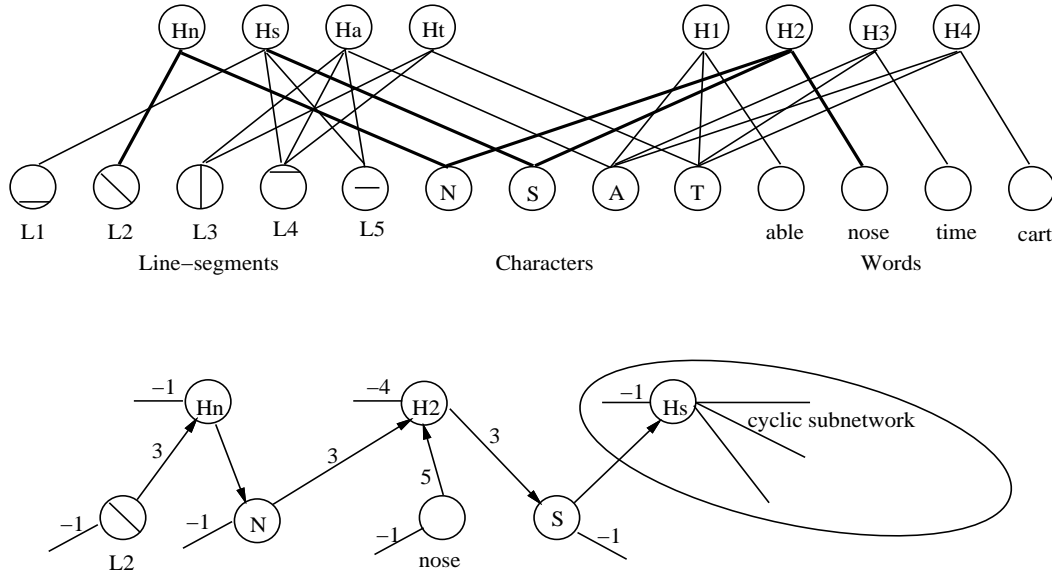 Hn Hs Ha Ht H1 H2 H3 H4
N S A T
L1 L2 L3 L4 L5 able nose time cart
Line−segments Characters Words
−1 Hn −4 H2 −1 Hs
cyclic subnetwork
3 3 5 3
−1 −1 N −1 S −1
L2 nose